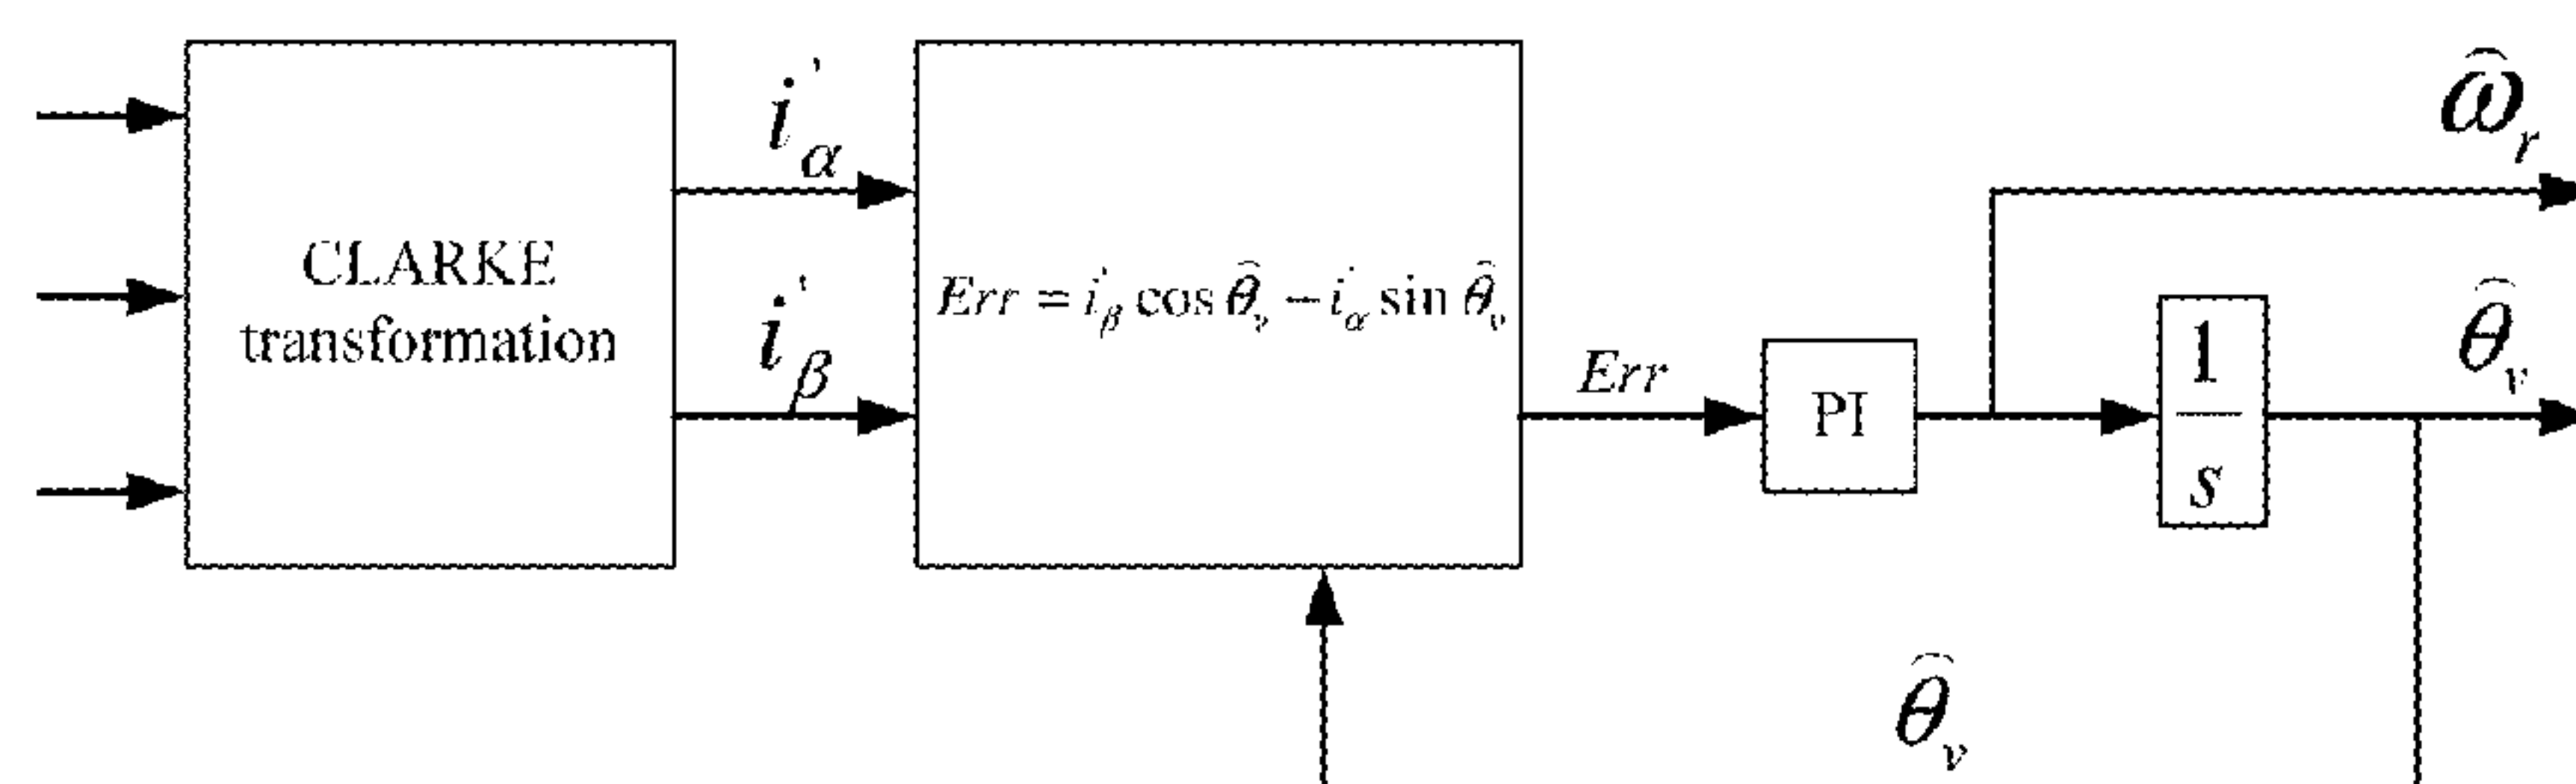 CLARKE
transformation
i'α
i'β
Err = i'β cos θ̂v − i'α sin θ̂v
Err
PI
1
s
ω̂r
θ̂v
θ̂v